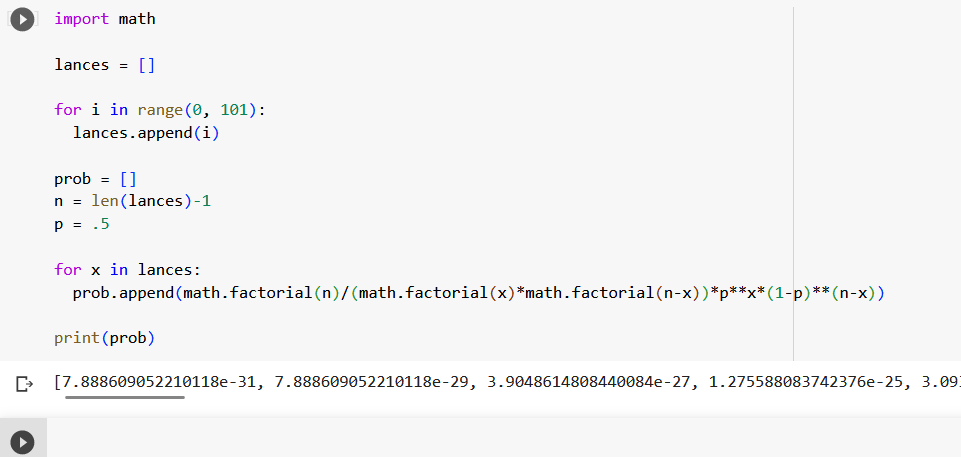 import math
lances = []
for i in range(0, 101):
  lances.append(i)
prob = []
n = len(lances)-1
p = .5
for x in lances:
  prob.append(math.factorial(n)/(math.factorial(x)*math.factorial(n-x))*p**x*(1-p)**(n-x))
print(prob)
[7.888609052210118e-31, 7.888609052210118e-29, 3.9048614808440084e-27, 1.275588083742376e-25, 3.09